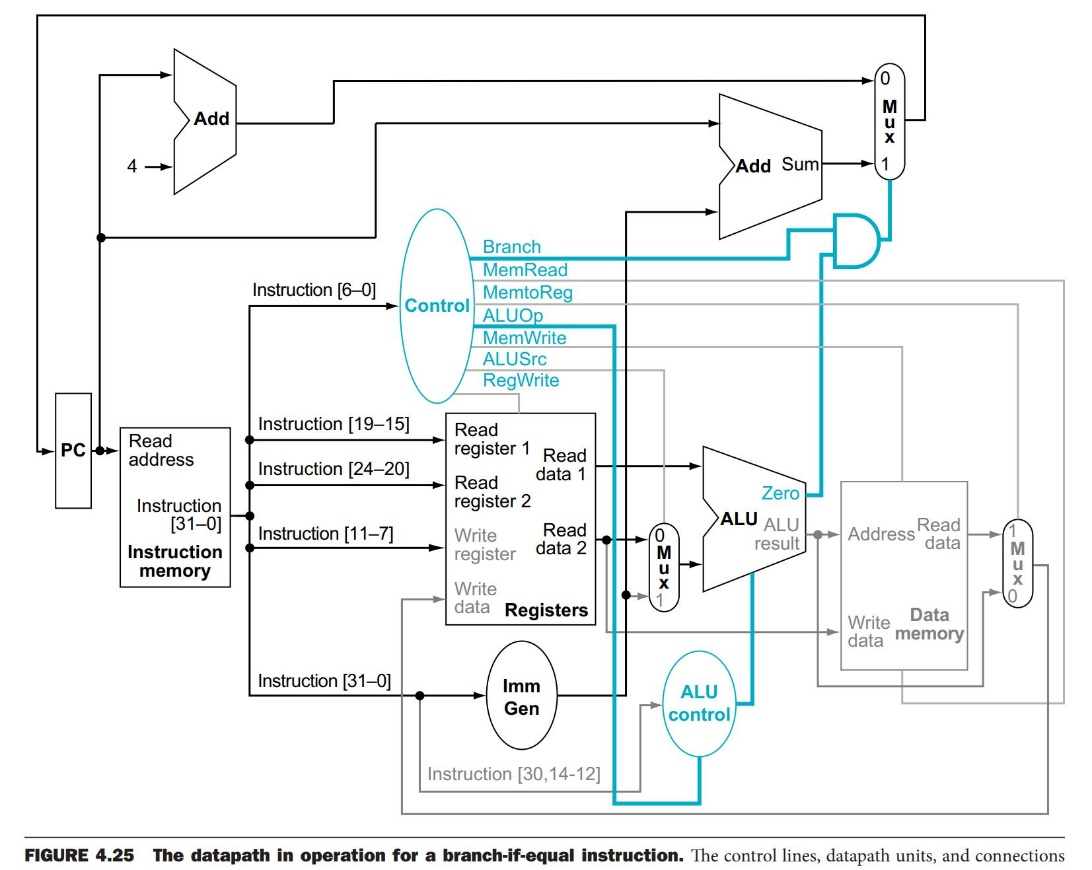 Add
4
0
M
u
x
1
Add Sum
Branch
MemRead
MemtoReg
ALUOp
MemWrite
ALUSrc
RegWrite
Control
Instruction [6–0]
Instruction [19–15]
Instruction [24–20]
Instruction [11–7]
Instruction [31–0]
Instruction [30,14-12]
PC
Read
address
Instruction
[31–0]
Instruction
memory
Read
register 1
Read
register 2
Write
register
Write
data
Read
data 1
Read
data 2
Registers
Imm
Gen
0
M
u
x
1
Zero
ALU
ALU
result
ALU
control
Address
Read
data
Write
data
Data
memory
1
M
u
x
0
FIGURE 4.25 The datapath in operation for a branch-if-equal instruction. The control lines, datapath units, and connections